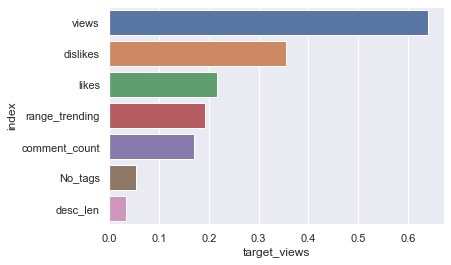 views
dislikes
likes
range_trending
comment_count
No_tags
desc_len
index
0.0 0.1 0.2 0.3 0.4 0.5 0.6
target_views